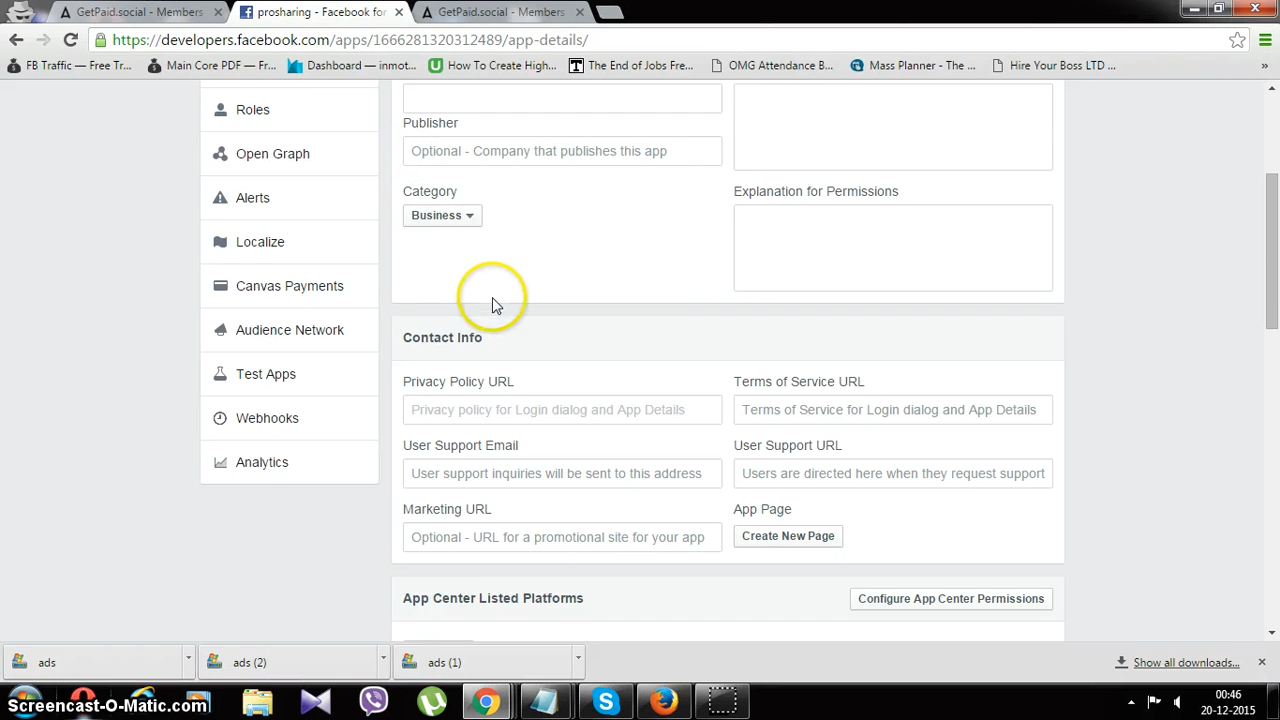 GetPaid.social - Members
prosharing - Facebook for
GetPaid.social - Members
https://developers.facebook.com/apps/1666281320312489/app-details/
FB Traffic — Free Tr...
Main Core PDF — Fr...
Dashboard — inmot...
How To Create High...
The End of Jobs Fre...
OMG Attendance B...
Mass Planner - The ...
Hire Your Boss LTD ...
»
Roles
Open Graph
Alerts
Localize
Canvas Payments
Audience Network
Test Apps
Webhooks
Analytics
Publisher
Optional - Company that publishes this app
Category
Business
Explanation for Permissions
Contact Info
Privacy Policy URL
Terms of Service URL
Privacy policy for Login dialog and App Details
Terms of Service for Login dialog and App Details
User Support Email
User Support URL
User support inquiries will be sent to this address
Users are directed here when they request support
Marketing URL
App Page
Optional - URL for a promotional site for your app
Create New Page
App Center Listed Platforms
Configure App Center Permissions
ads
ads (2)
ads (1)
Show all downloads...
Screencast-O-Matic.com
00:46
20-12-2015